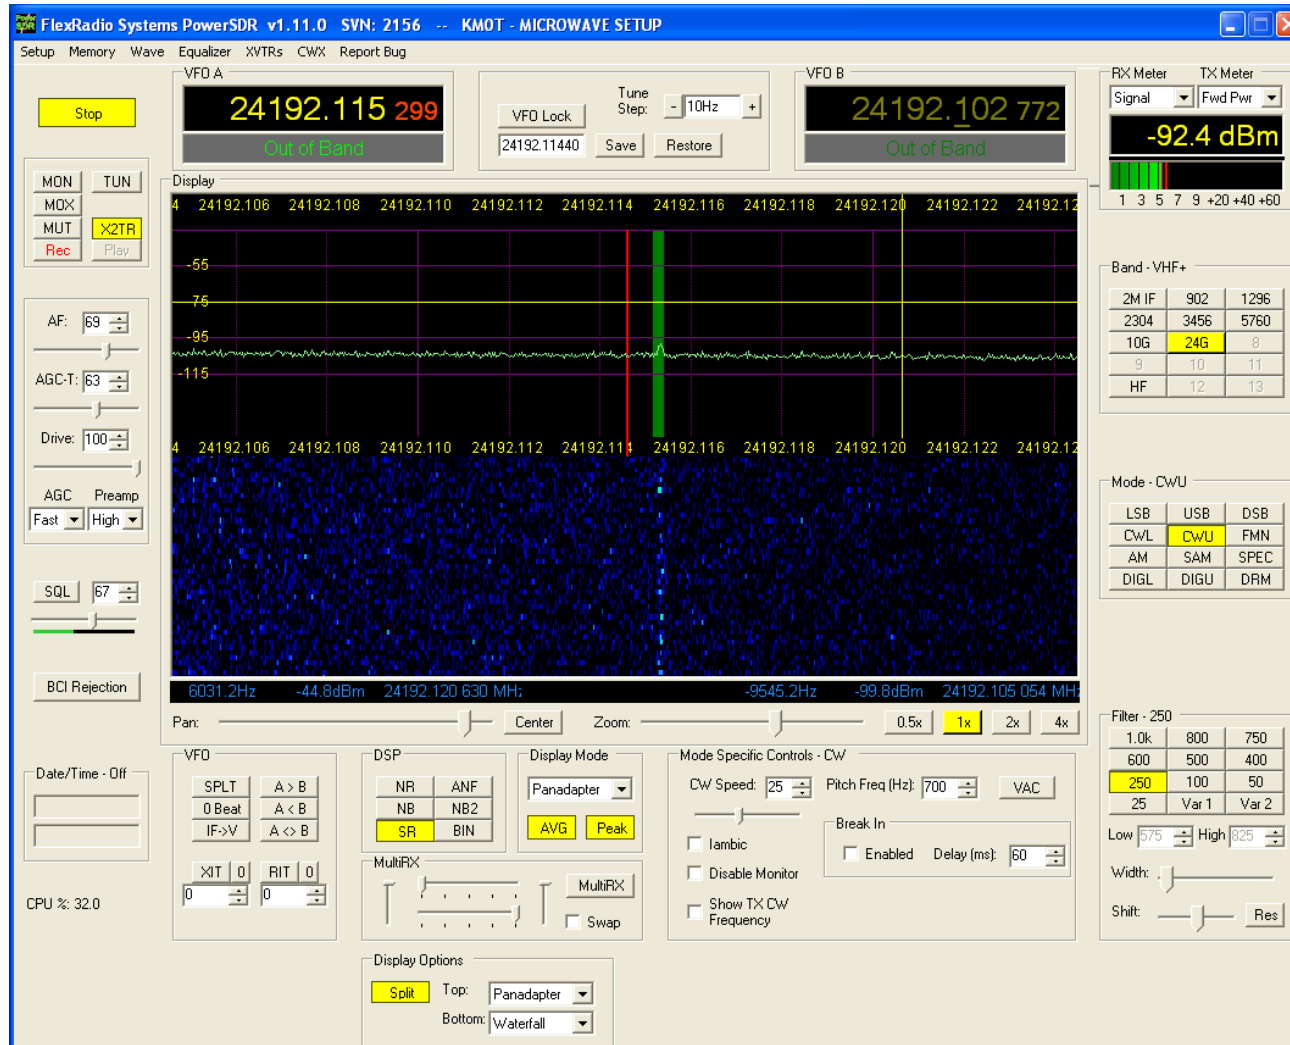 FlexRadio Systems PowerSDR v1.11.0 SVN: 2156 -- KM0T - MICROWAVE SETUP
Setup Memory Wave Equalizer XVTRs CWX Report Bug
Stop
VFO A
24192.115 299
Out of Band
VFO Lock
Tune Step: - 10Hz +
24192.11440 Save Restore
VFO B
24192.102 772
Out of Band
RX Meter TX Meter
Signal Fwd Pwr
-92.4 dBm
1 3 5 7 9 +20 +40 +60
MON TUN
MOX
MUT X2TR
Rec Play
Display
4 24192.106 24192.108 24192.110 24192.112 24192.114 24192.116 24192.118 24192.120 24192.122 24192.12
-55
-75
-95
-115
4 24192.106 24192.108 24192.110 24192.112 24192.114 24192.116 24192.118 24192.120 24192.122 24192.12
6031.2Hz -44.8dBm 24192.120 630 MHz -9545.2Hz -99.8dBm 24192.105 054 MHz
Pan: Center Zoom: 0.5x 1x 2x 4x
AF: 69
AGC-T: 63
Drive: 100
AGC Preamp
Fast High
SQL 67
BCI Rejection
Date/Time - Off
CPU %: 32.0
Band - VHF+
2M IF 902 1296
2304 3456 5760
10G 24G 8
9 10 11
HF 12 13
Mode - CWU
LSB USB DSB
CWL CWU FMN
AM SAM SPEC
DIGL DIGU DRM
Filter - 250
1.0k 800 750
600 500 400
250 100 50
25 Var 1 Var 2
Low 575 High 825
Width:
Shift: Res
VFO
SPLT A > B
0 Beat A < B
IF->V A <> B
XIT 0 RIT 0
0 0
DSP
NR ANF
NB NB2
SR BIN
Display Mode
Panadapter
AVG Peak
MultiRX
MultiRX
Swap
Mode Specific Controls - CW
CW Speed: 25 Pitch Freq (Hz): 700 VAC
Iambic
Disable Monitor
Show TX CW Frequency
Break In
Enabled Delay (ms): 60
Display Options
Split Top: Panadapter
Bottom: Waterfall